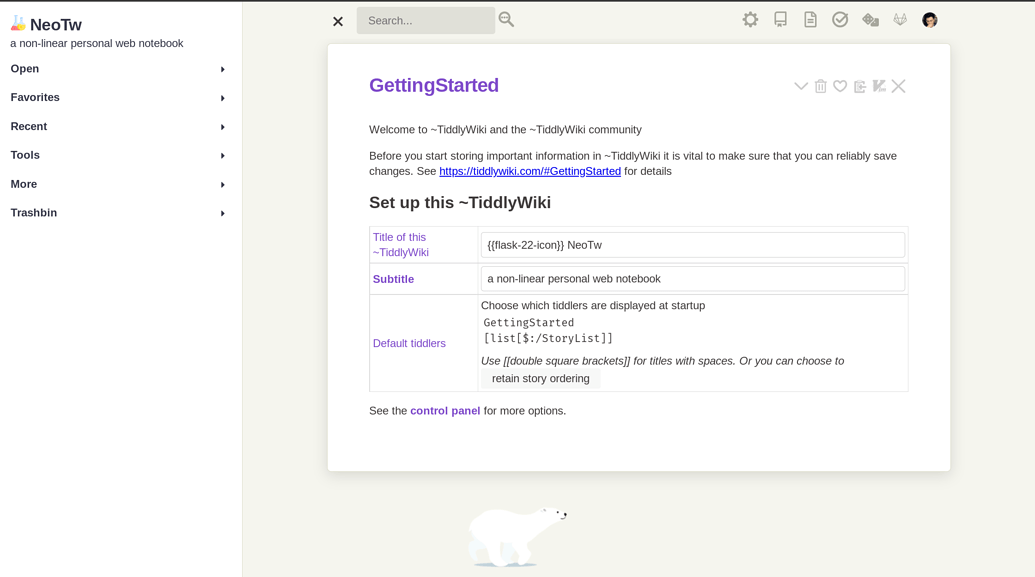 NeoTw
a non-linear personal web notebook
Open
Favorites
Recent
Tools
More
Trashbin
Search...
GettingStarted
Welcome to ~TiddlyWiki and the ~TiddlyWiki community
Before you start storing important information in ~TiddlyWiki it is vital to make sure that you can reliably save
changes. See https://tiddlywiki.com/#GettingStarted for details
Set up this ~TiddlyWiki
Title of this
~TiddlyWiki
{{flask-22-icon}} NeoTw
Subtitle
a non-linear personal web notebook
Default tiddlers
Choose which tiddlers are displayed at startup
GettingStarted
[list[$:/StoryList]]
Use [[double square brackets]] for titles with spaces. Or you can choose to
retain story ordering
See the control panel for more options.